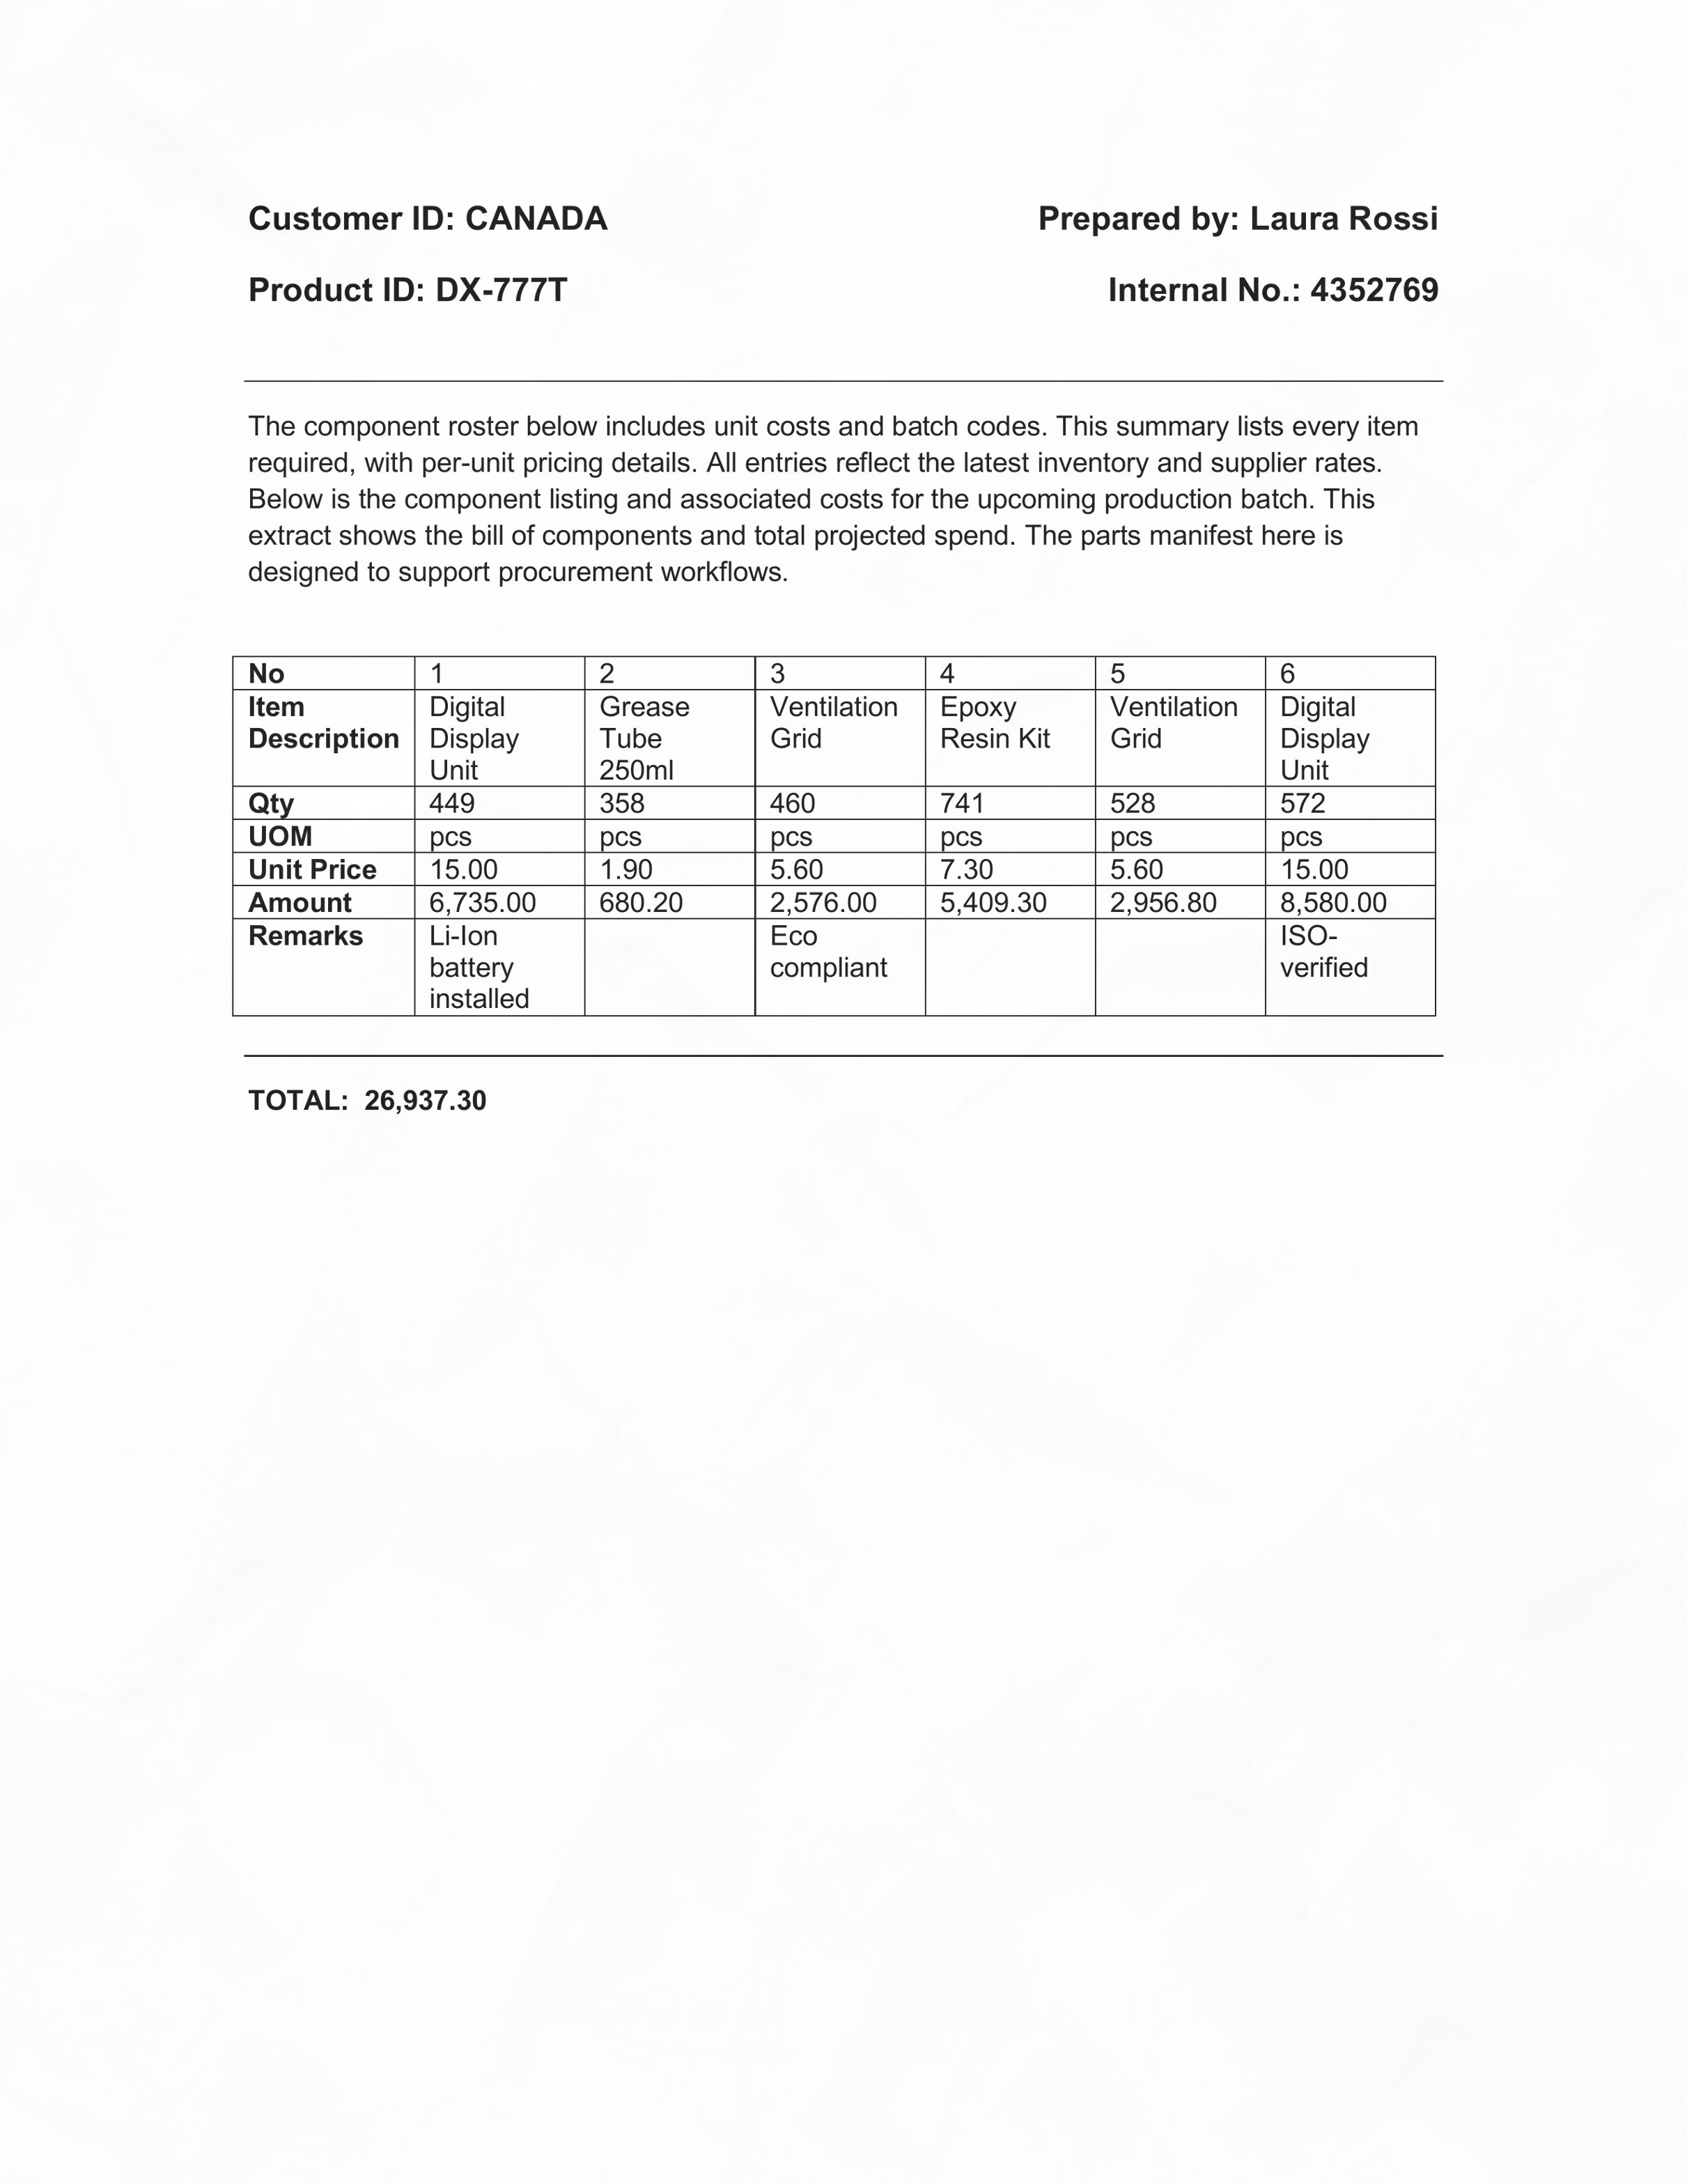 Customer ID: CANADA Prepared by: Laura Rossi
Product ID: DX-777T Internal No.: 4352769
The component roster below includes unit costs and batch codes. This summary lists every item
required, with per-unit pricing details. All entries reflect the latest inventory and supplier rates.
Below is the component listing and associated costs for the upcoming production batch. This
extract shows the bill of components and total projected spend. The parts manifest here is
designed to support procurement workflows.
No 1 2 3 4 5 6
Item Digital Grease Ventilation Epoxy Ventilation Digital
Description Display Tube Grid Resin Kit Grid Display
Unit 250ml Unit
Qty 449 358 460 741 528 572
UOM pcs pcs pcs pcs pcs pcs
Unit Price 15.00 1.90 5.60 7.30 5.60 15.00
Amount 6,735.00 680.20 2,576.00 5,409.30 2,956.80 8,580.00
Remarks Li-Ion Eco ISO-
battery compliant verified
installed
TOTAL: 26,937.30